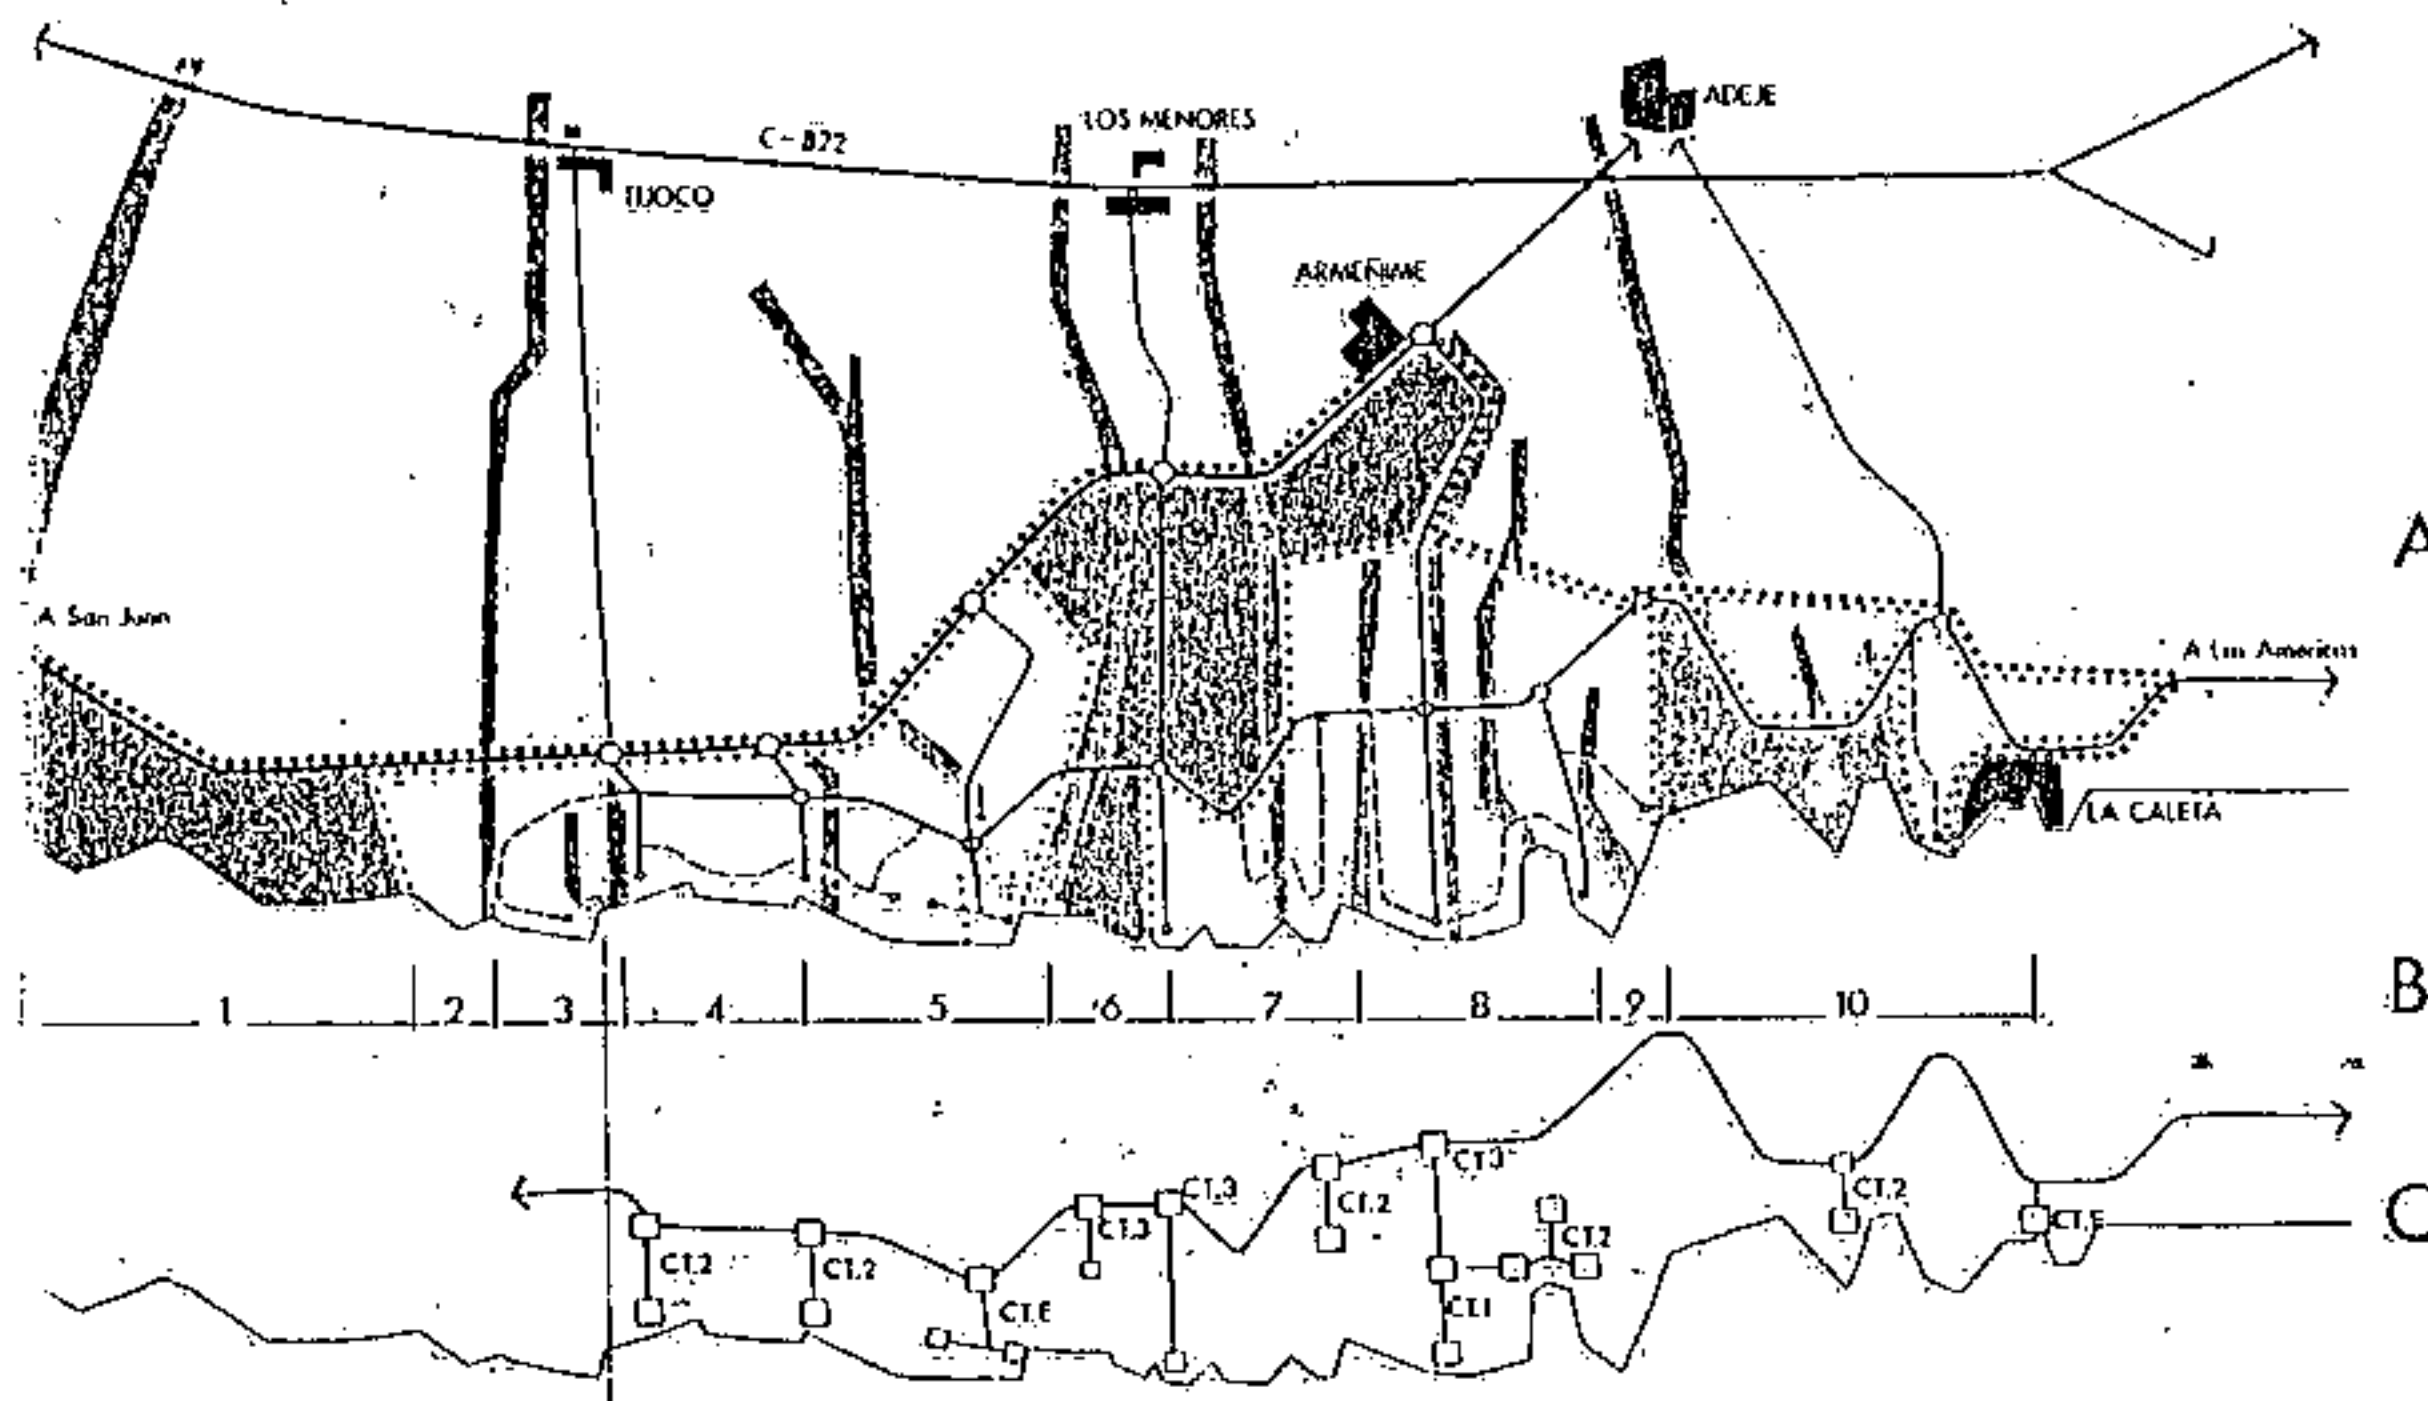 ADEJE
LOS MENORES
C-822
TIJOCO
ARMEÑIME
A
A San Juan
A Las Americas
LA CALETA
B
1 2 3 4 5 6 7 8 9 10
CT.3
CT.3
CT.2
CT.2
C
CT.3
CT.2
CT.E
CT.2
CT.2
CT.E
CT.1